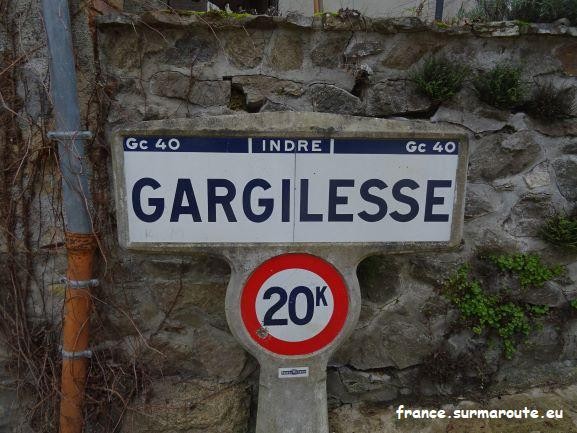 Gc 40 INDRE Gc 40
GARGILESSE
20K
france.surmaroute.eu